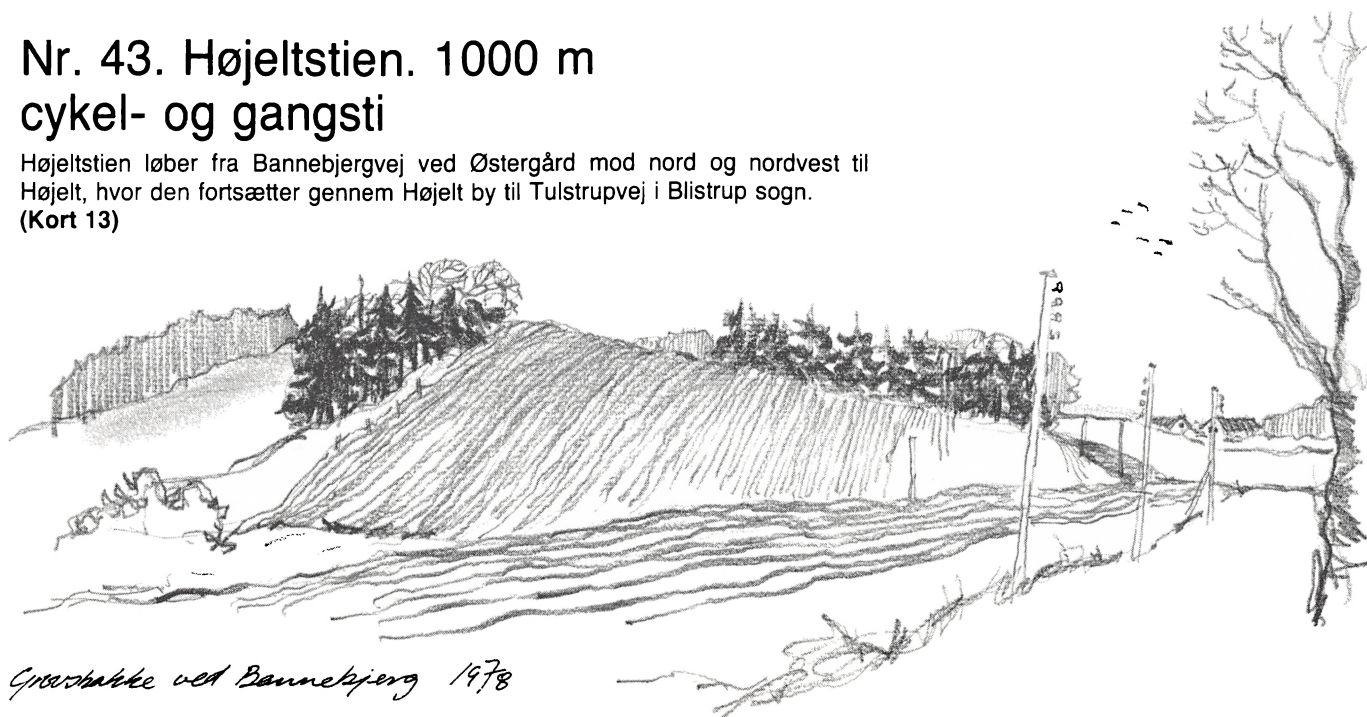 Nr. 43. Højeltstien. 1000 m
cykel- og gangsti
Højeltstien løber fra Bannebjergvej ved Østergård mod nord og nordvest til
Højelt, hvor den fortsætter gennem Højelt by til Tulstrupvej i Blistrup sogn.
(Kort 13)
Grevsbakke ved Bannebjerg 1978